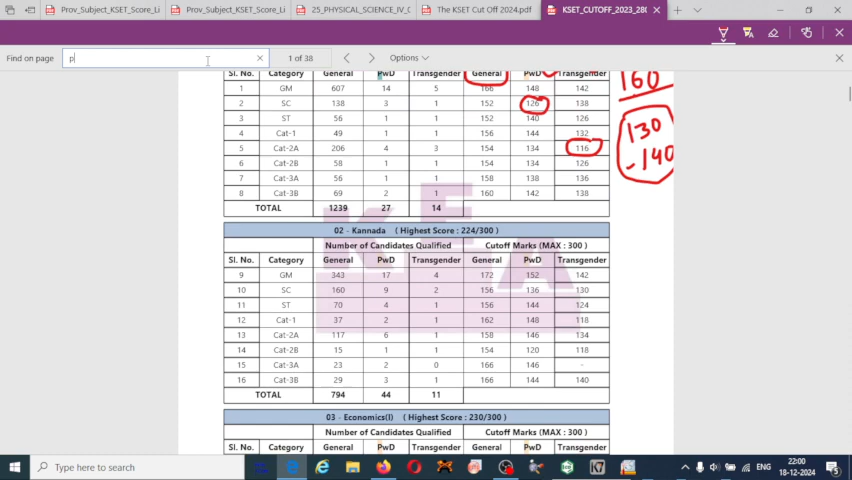 Prov_Subject_KSET_Score_Li
Prov_Subject_KSET_Score_Li
25_PHYSICAL_SCIENCE_IV_C
The KSET Cut Off 2024.pdf
KSET_CUTOFF_2023_280
Find on page
p
1 of 38
Options
Sl. No. Category General PwD Transgender General PwD Transgender
1 GM 607 14 5 166 148 142
2 SC 138 3 1 152 126 138
3 ST 56 1 1 152 140 126
4 Cat-1 49 1 1 156 144 132
5 Cat-2A 206 4 3 154 134 116
6 Cat-2B 58 1 1 154 134 126
7 Cat-3A 56 1 1 158 138 136
8 Cat-3B 69 2 1 160 142 138
TOTAL 1239 27 14
160
130
-140
KEA
02 - Kannada ( Highest Score : 224/300 )
Number of Candidates Qualified Cutoff Marks (MAX : 300 )
Sl. No. Category General PwD Transgender General PwD Transgender
9 GM 343 17 4 172 152 142
10 SC 160 9 2 156 136 130
11 ST 70 4 1 156 144 124
12 Cat-1 37 2 1 162 148 118
13 Cat-2A 117 6 1 158 146 134
14 Cat-2B 15 1 1 154 120 118
15 Cat-3A 23 2 0 166 146 -
16 Cat-3B 29 3 1 166 144 140
TOTAL 794 44 11
03 - Economics(I) ( Highest Score : 230/300 )
Number of Candidates Qualified Cutoff Marks (MAX : 300 )
Sl. No. Category General PwD Transgender General PwD Transgender
Type here to search
ENG
22:00
18-12-2024